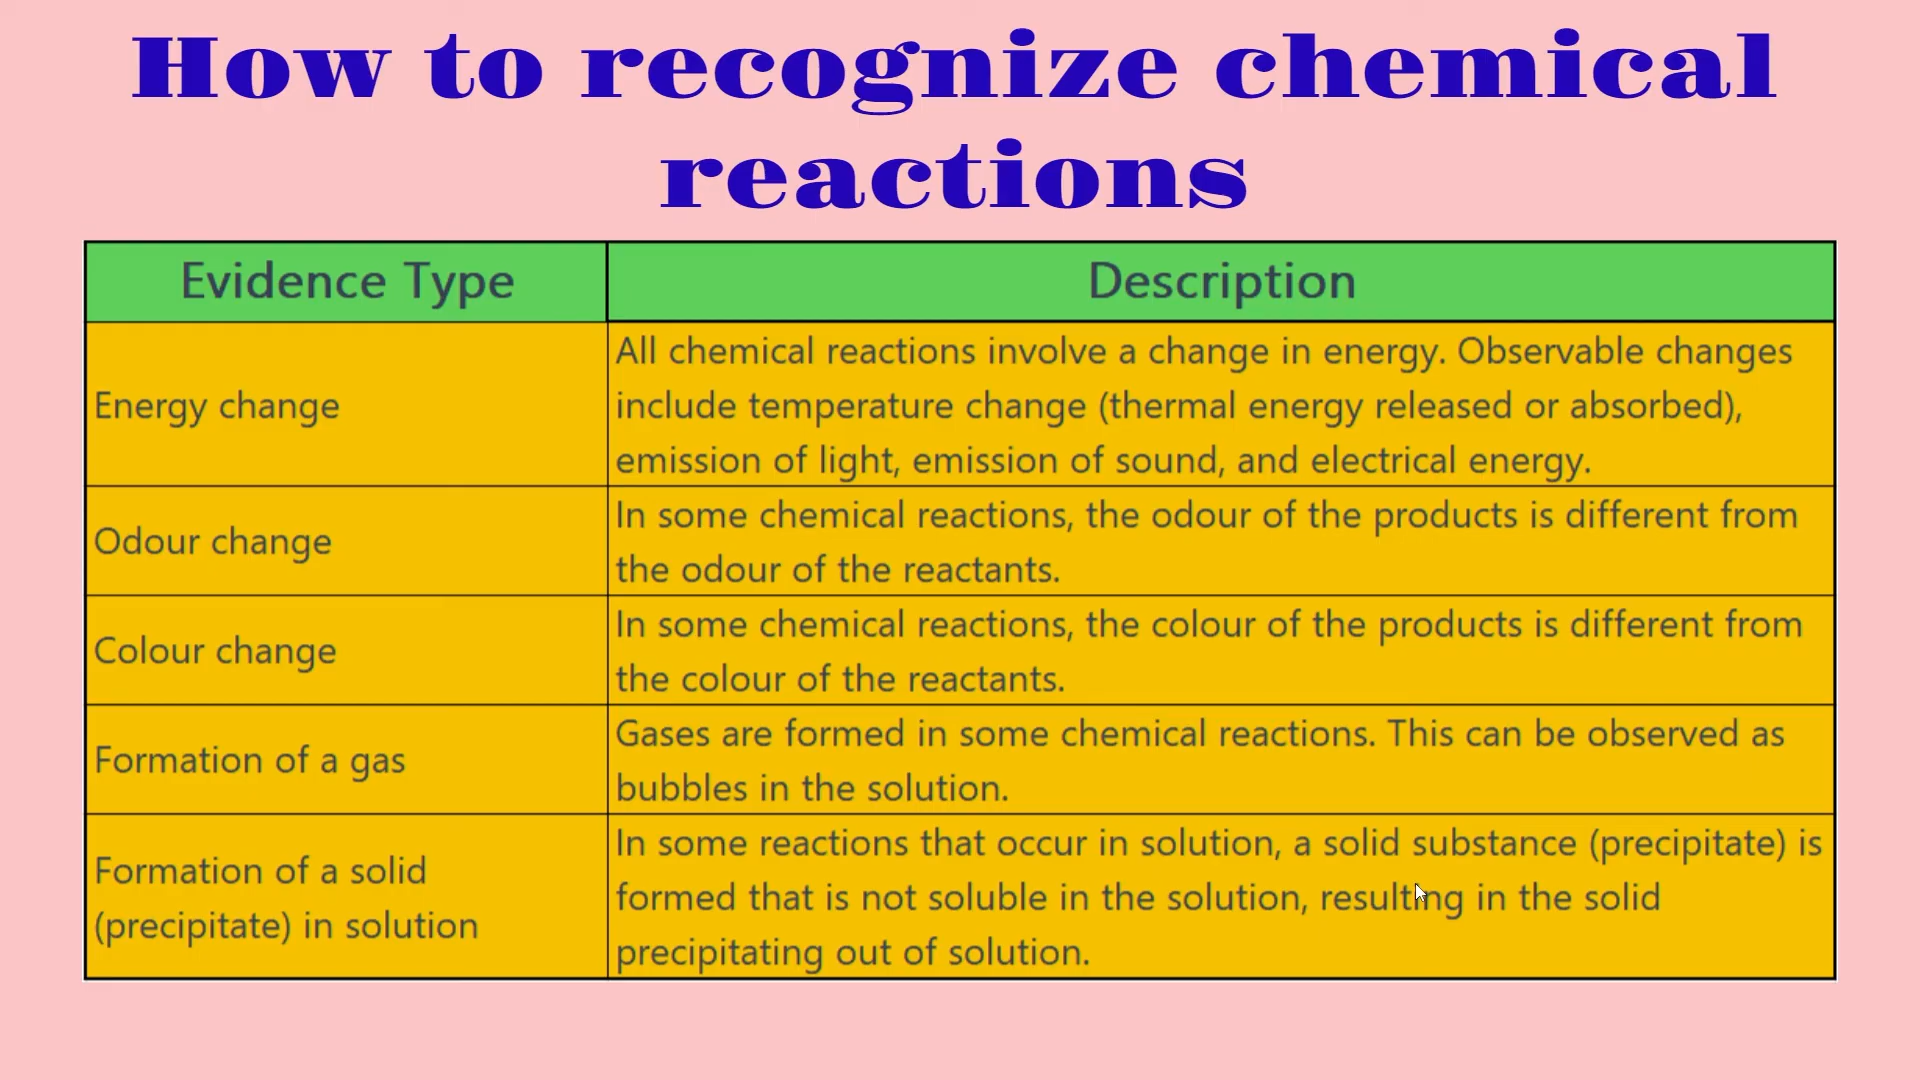 How to recognize chemical
reactions
Evidence Type
Description
Energy change
All chemical reactions involve a change in energy. Observable changes
include temperature change (thermal energy released or absorbed),
emission of light, emission of sound, and electrical energy.
Odour change
In some chemical reactions, the odour of the products is different from
the odour of the reactants.
Colour change
In some chemical reactions, the colour of the products is different from
the colour of the reactants.
Formation of a gas
Gases are formed in some chemical reactions. This can be observed as
bubbles in the solution.
Formation of a solid
(precipitate) in solution
In some reactions that occur in solution, a solid substance (precipitate) is
formed that is not soluble in the solution, resulting in the solid
precipitating out of solution.